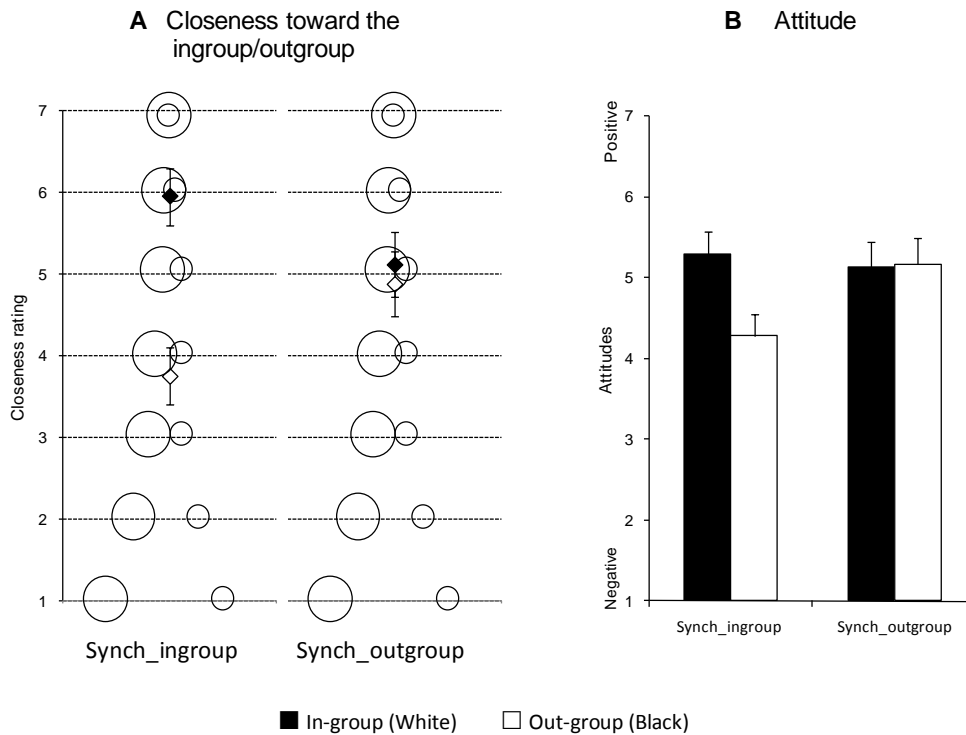 A Closeness toward the
ingroup/outgroup
7
6
5
4
3
2
1
Closeness rating
Synch_ingroup
Synch_outgroup
B Attitude
7
6
5
4
3
2
1
Positive
Attitudes
Negative
Synch_ingroup
Synch_outgroup
In-group (White)
Out-group (Black)